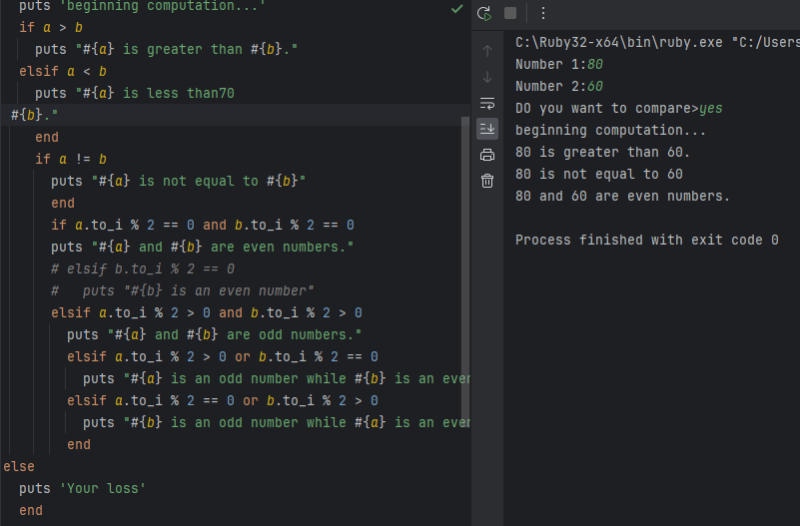 puts 'beginning computation...'
if a > b
puts "#{a} is greater than #{b}."
elsif a < b
puts "#{a} is less than70
#{b}."
end
if a != b
puts "#{a} is not equal to #{b}"
end
if a.to_i % 2 == 0 and b.to_i % 2 == 0
puts "#{a} and #{b} are even numbers."
# elsif b.to_i % 2 == 0
#   puts "#{b} is an even number"
elsif a.to_i % 2 > 0 and b.to_i % 2 > 0
puts "#{a} and #{b} are odd numbers."
elsif a.to_i % 2 > 0 or b.to_i % 2 == 0
puts "#{a} is an odd number while #{b} is an even
elsif a.to_i % 2 == 0 or b.to_i % 2 > 0
puts "#{b} is an odd number while #{a} is an even
end
else
puts 'Your loss'
end
C:\Ruby32-x64\bin\ruby.exe "C:/Users
Number 1:80
Number 2:60
DO you want to compare>yes
beginning computation...
80 is greater than 60.
80 is not equal to 60
80 and 60 are even numbers.
Process finished with exit code 0